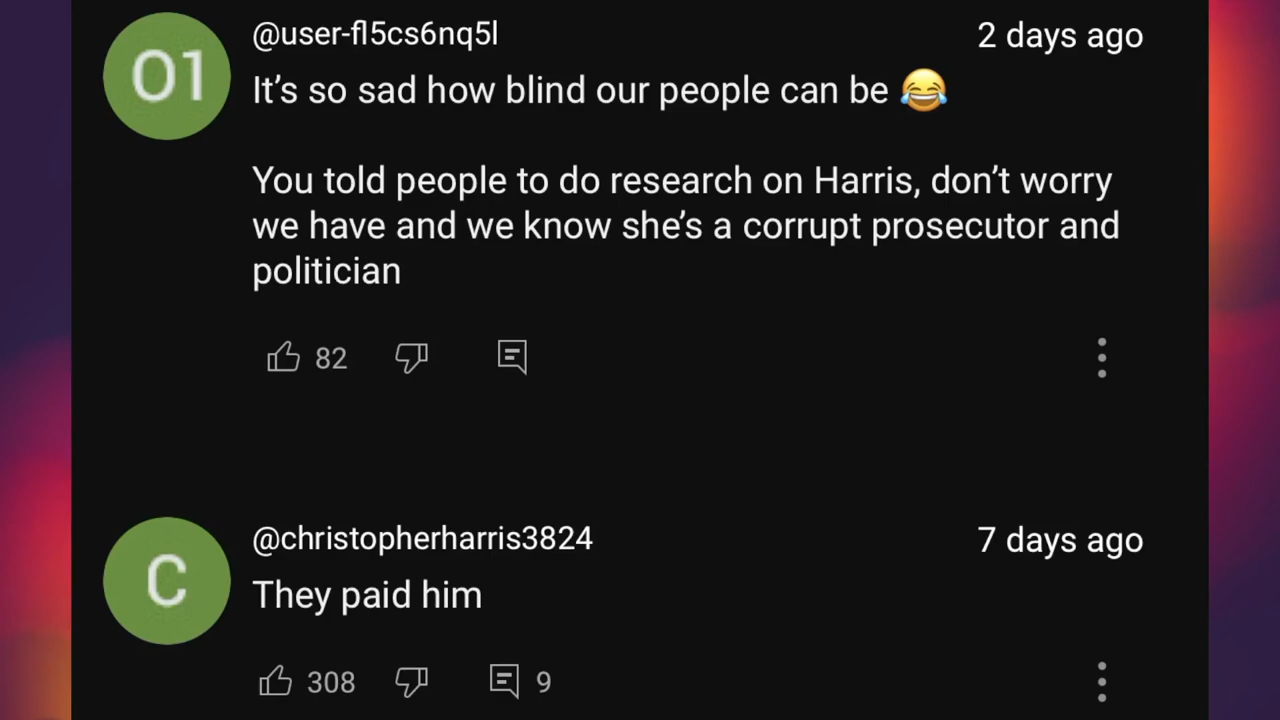 O1
@user-fl5cs6nq5l
2 days ago
It’s so sad how blind our people can be 😂
You told people to do research on Harris, don’t worry
we have and we know she’s a corrupt prosecutor and
politician
82
C
@christopherharris3824
7 days ago
They paid him
308
9